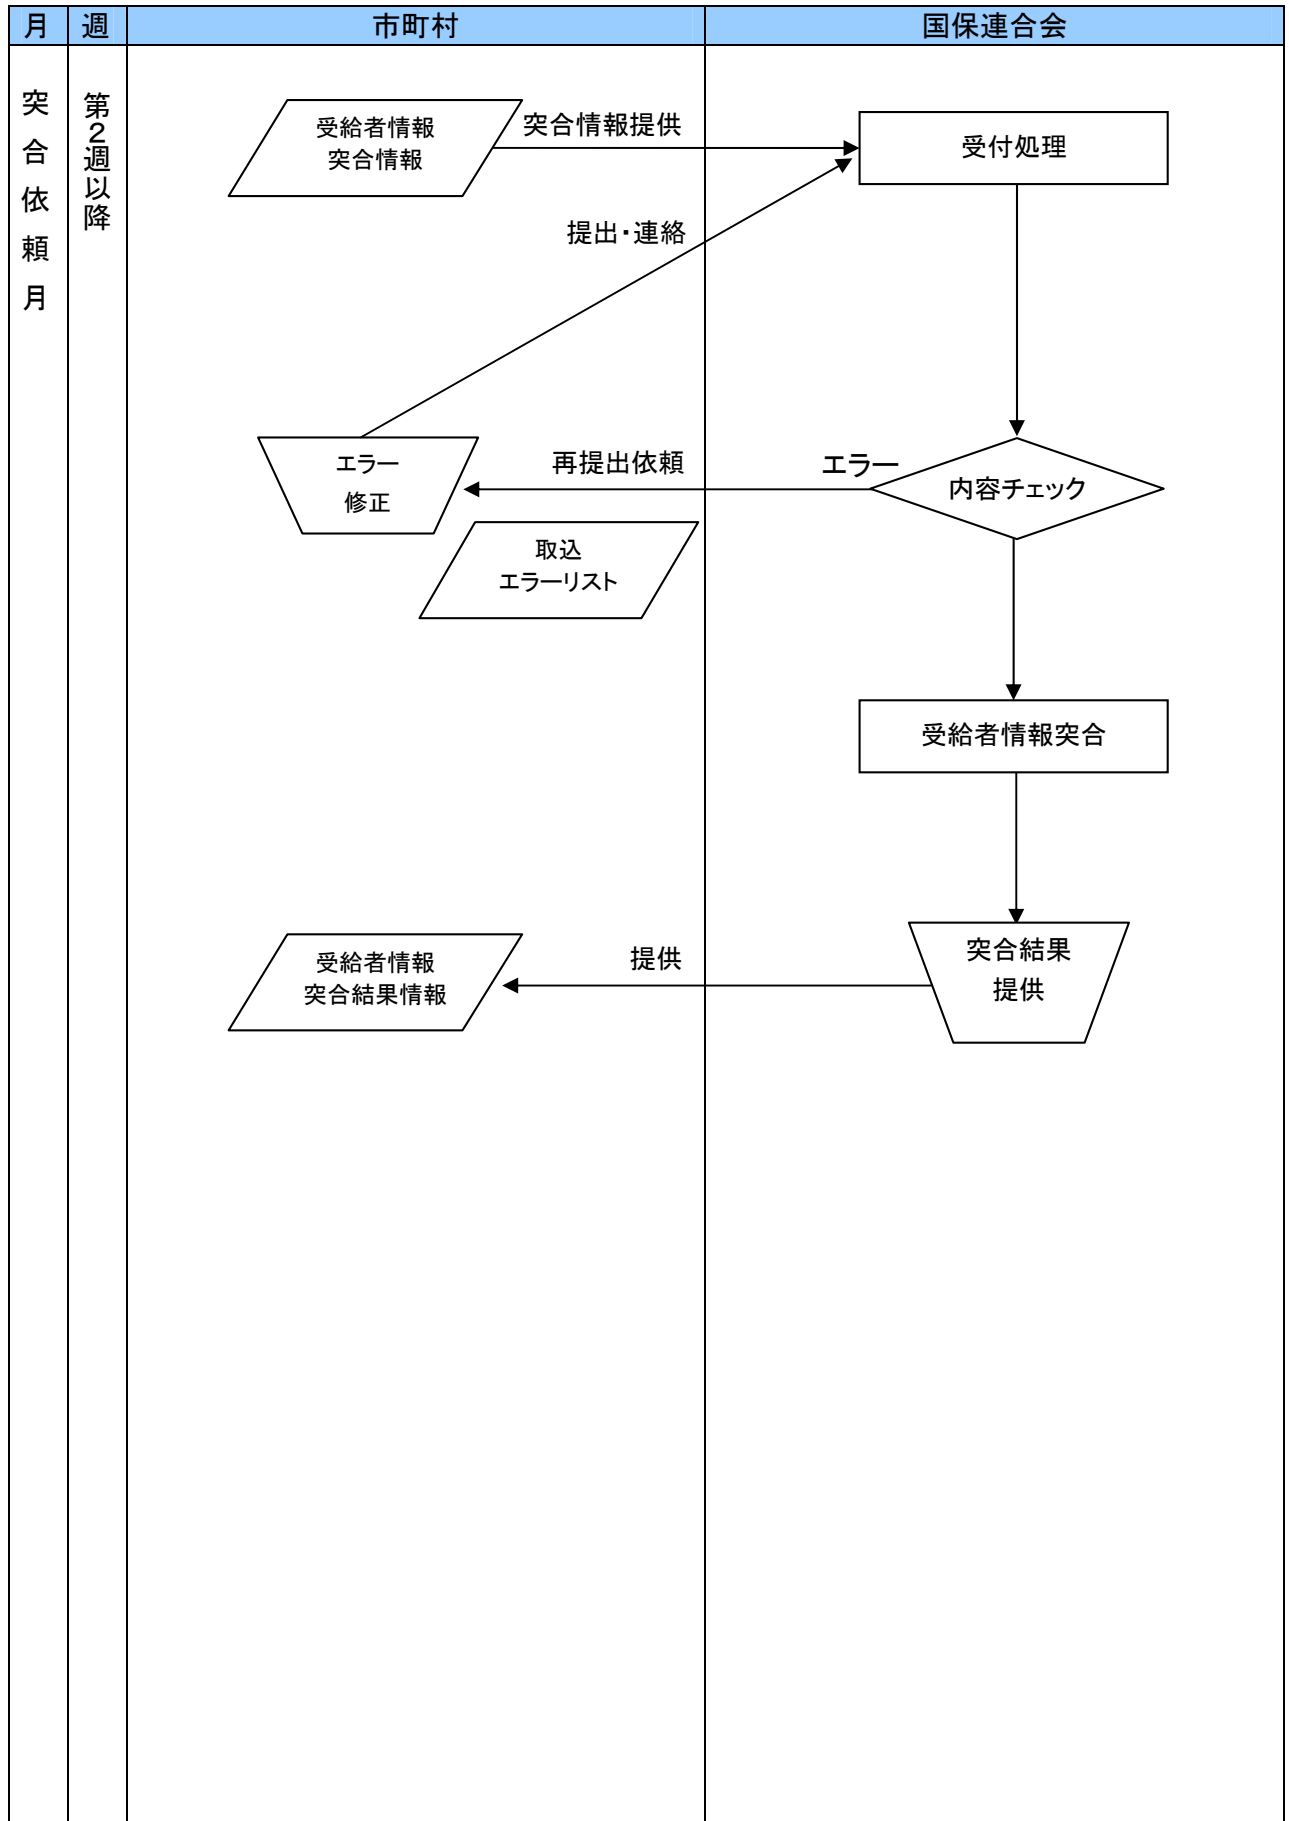 月 週 市町村 国保連合会
突合依頼月
第2週以降
受給者情報
突合情報
突合情報提供
受付処理
提出・連絡
エラー
修正
再提出依頼
エラー
内容チェック
取込
エラーリスト
受給者情報突合
受給者情報
突合結果情報
提供
突合結果
提供